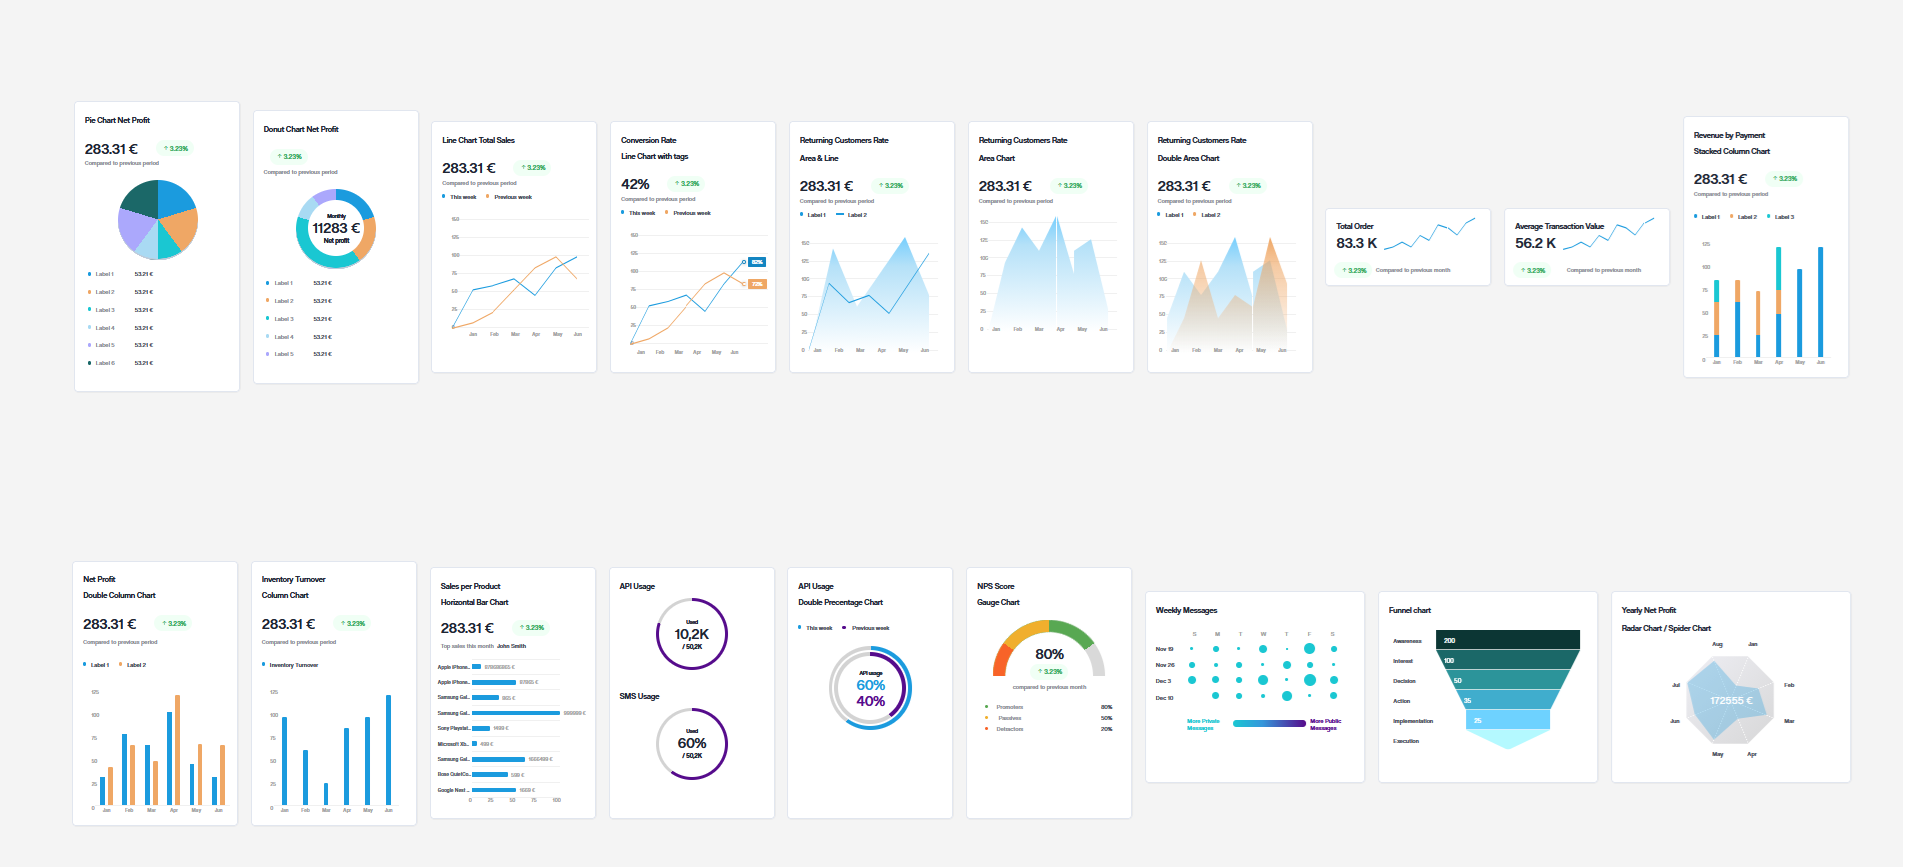 Pie Chart Net Profit
283.31 €
↑ 3.23%
Compared to previous period
Label 1 53.21 €
Label 2 53.21 €
Label 3 53.21 €
Label 4 53.21 €
Label 5 53.21 €
Label 6 53.21 €
Donut Chart Net Profit
↑ 3.23%
Compared to previous period
Monthly
11283 €
Net profit
Label 1 53.21 €
Label 2 53.21 €
Label 3 53.21 €
Label 4 53.21 €
Label 5 53.21 €
Line Chart Total Sales
283.31 €
↑ 3.23%
Compared to previous period
This week Previous week
150
125
100
75
50
25
0
Jan Feb Mar Apr May Jun
Conversion Rate
Line Chart with tags
42%
↑ 3.23%
Compared to previous period
This week Previous week
150
125
100
75
50
25
0
82%
70%
Jan Feb Mar Apr May Jun
Returning Customers Rate
Area & Line
283.31 €
↑ 3.23%
Compared to previous period
Label 1 Label 2
150
125
100
75
50
25
0
Jan Feb Mar Apr May Jun
Returning Customers Rate
Area Chart
283.31 €
↑ 3.23%
Compared to previous period
150
125
100
75
50
25
0
Jan Feb Mar Apr May Jun
Returning Customers Rate
Double Area Chart
283.31 €
↑ 3.23%
Compared to previous period
Label 1 Label 2
150
125
100
75
50
25
0
Jan Feb Mar Apr May Jun
Total Order
83.3 K
↑ 3.23%
Compared to previous month
Average Transaction Value
56.2 K
↑ 3.23%
Compared to previous month
Revenue by Payment
Stacked Column Chart
283.31 €
↑ 3.23%
Compared to previous period
Label 1 Label 2 Label 3
125
100
75
50
25
0
Jan Feb Mar Apr May Jun
Net Profit
Double Column Chart
283.31 €
↑ 3.23%
Compared to previous period
Label 1 Label 2
125
100
75
50
25
0
Jan Feb Mar Apr May Jun
Inventory Turnover
Column Chart
283.31 €
↑ 3.23%
Compared to previous period
Inventory Turnover
125
100
75
50
25
0
Jan Feb Mar Apr May Jun
Sales per Product
Horizontal Bar Chart
283.31 €
↑ 3.23%
Top sales this month John Smith
Apple iPhone...
Apple iPhone...
Samsung Gal...
Samsung Gal...
999999 €
Sony Playstat...
1499 €
Microsoft Xb...
499 €
Samsung Gal...
Bose QuietCo...
599 €
Google Nest ...
0 25 50 75 100
API Usage
Used
10,2K
/ 50,2K
SMS Usage
Used
60%
/ 50,2K
API Usage
Double Precentage Chart
This week Previous week
API usage
60%
40%
NPS Score
Gauge Chart
80%
↑ 3.23%
compared to previous month
Promoters 80%
Passives 50%
Detractors 20%
Weekly Messages
S M T W T F S
Nov 19
Nov 26
Dec 3
Dec 10
More Private
Messages
More Public
Messages
Funnel chart
Awareness 200
Interest 100
Decision 50
Action 35
Implementation 25
Execution
Yearly Net Profit
Radar Chart / Spider Chart
Aug Jan
Jul Feb
172555 €
Jun Mar
May Apr